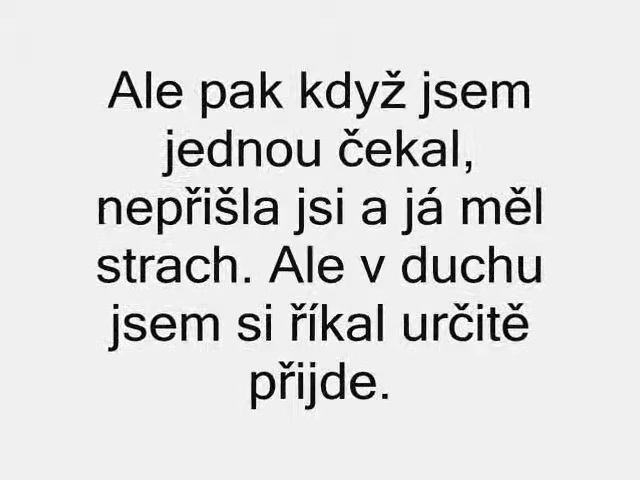 Ale pak když jsem
jednou čekal,
nepřišla jsi a já měl
strach. Ale v duchu
jsem si říkal určitě
přijde.